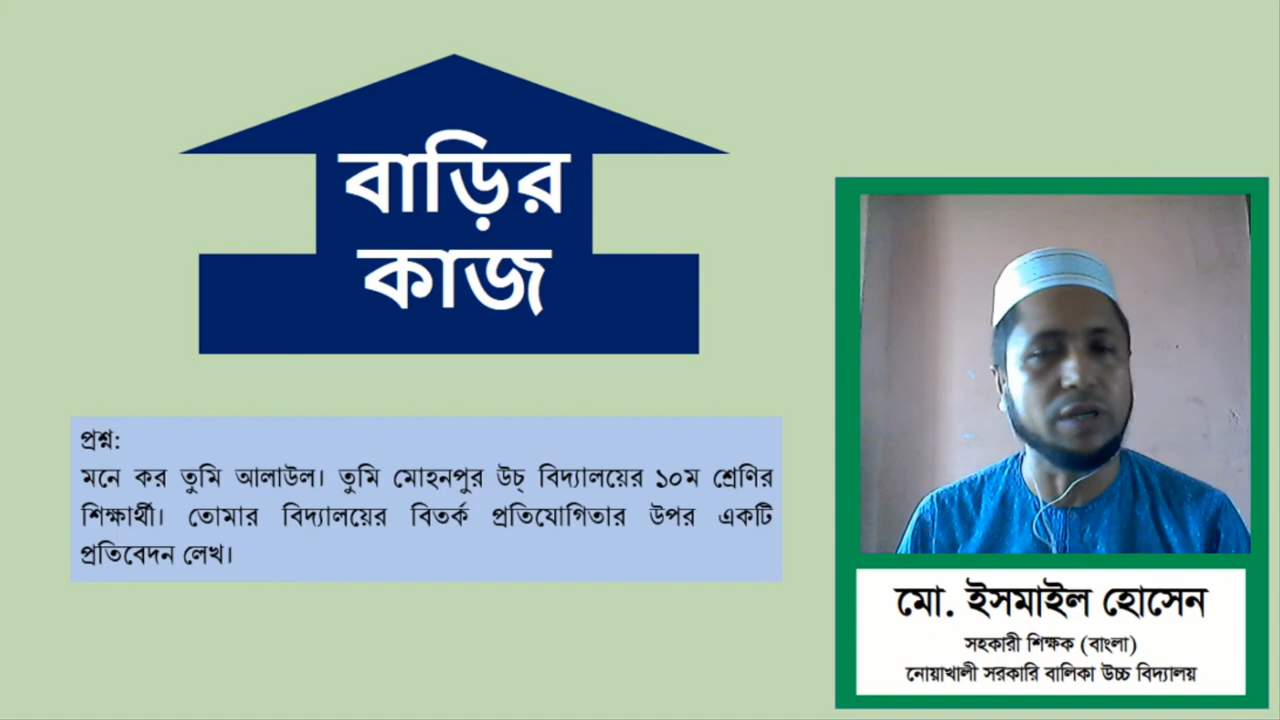 বাড়ির
কাজ
প্রশ্ন:
মনে কর তুমি আলাউল। তুমি মোহনপুর উচ্ বিদ্যালয়ের ১০ম শ্রেণির
শিক্ষার্থী। তোমার বিদ্যালয়ের বিতর্ক প্রতিযোগিতার উপর একটি
প্রতিবেদন লেখ।
মো. ইসমাইল হোসেন
সহকারী শিক্ষক (বাংলা)
নোয়াখালী সরকারি বালিকা উচ্চ বিদ্যালয়